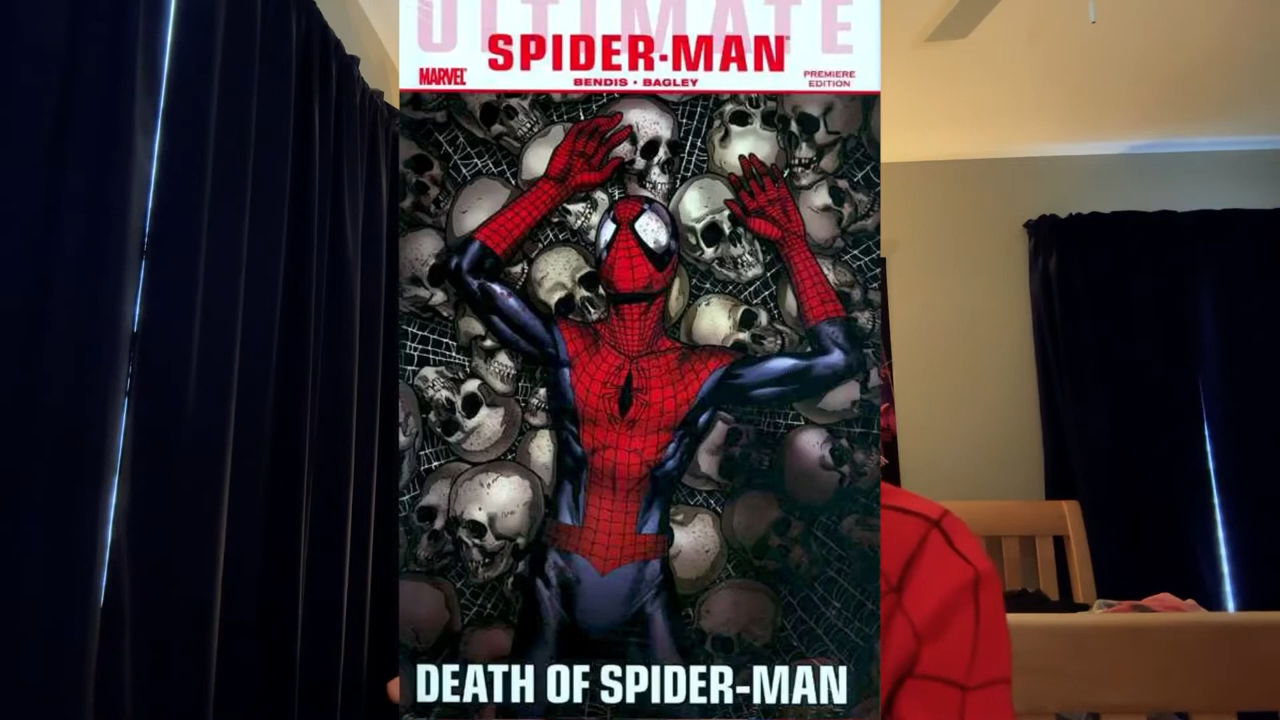 ULTIMATE
SPIDER-MAN
MARVEL
BENDIS • BAGLEY
PREMIERE
EDITION
DEATH OF SPIDER-MAN